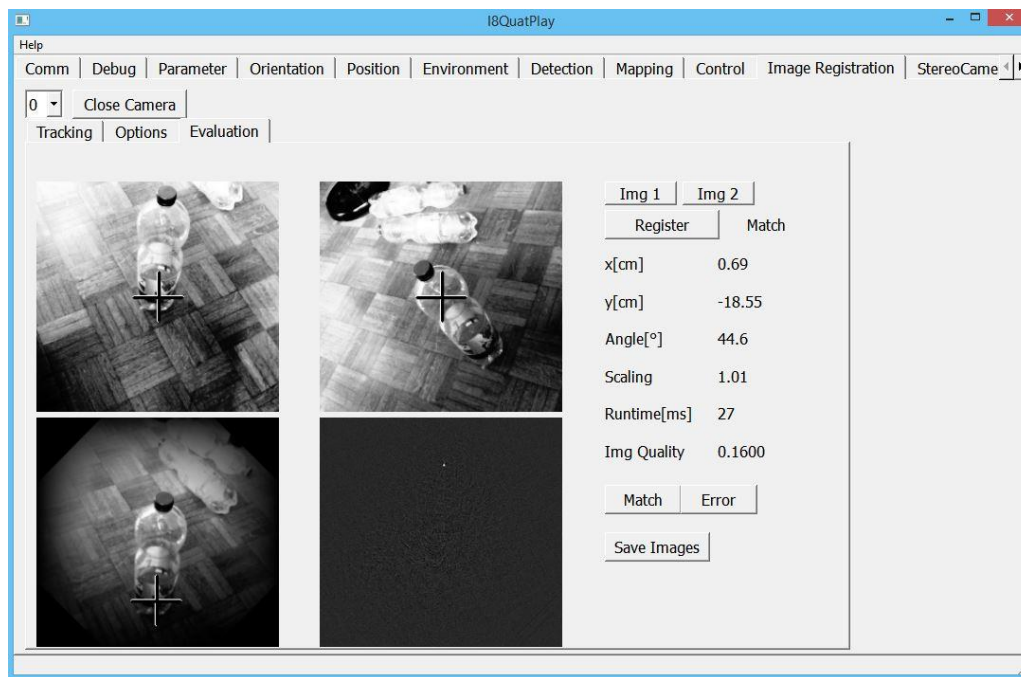 I8QuatPlay
Help
Comm Debug Parameter Orientation Position Environment Detection Mapping Control Image Registration StereoCame
0 Close Camera
Tracking Options Evaluation
Img 1 Img 2
Register Match
x[cm] 0.69
y[cm] -18.55
Angle[°] 44.6
Scaling 1.01
Runtime[ms] 27
Img Quality 0.1600
Match Error
Save Images